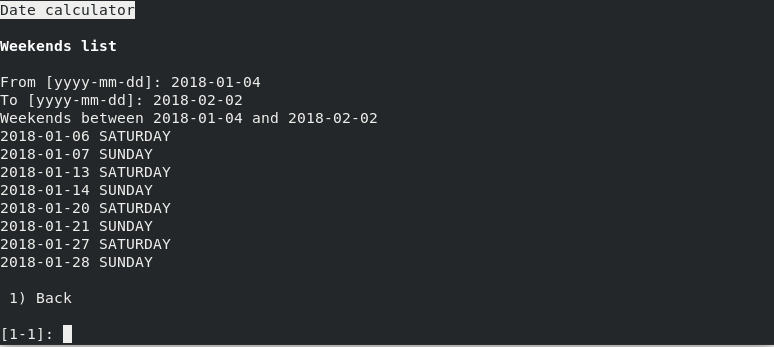 Date calculator
Weekends list
From [yyyy-mm-dd]: 2018-01-04
To [yyyy-mm-dd]: 2018-02-02
Weekends between 2018-01-04 and 2018-02-02
2018-01-06 SATURDAY
2018-01-07 SUNDAY
2018-01-13 SATURDAY
2018-01-14 SUNDAY
2018-01-20 SATURDAY
2018-01-21 SUNDAY
2018-01-27 SATURDAY
2018-01-28 SUNDAY
1) Back
[1-1]: